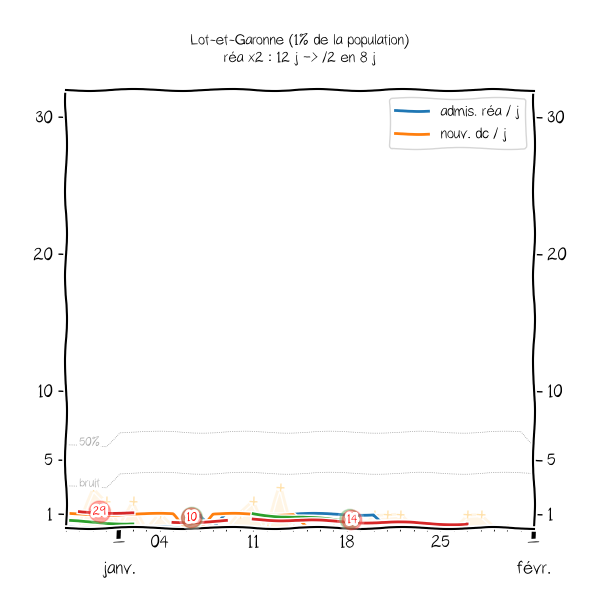 Lot-et-Garonne (1% de la population)
réa x2 : 12 j -> /2 en 8 j
admis. réa / j
nouv. dc / j
30
30
20
20
10
10
50%
5
5
bruit
29
10
14
1
1
04
11
18
25
janv.
févr.